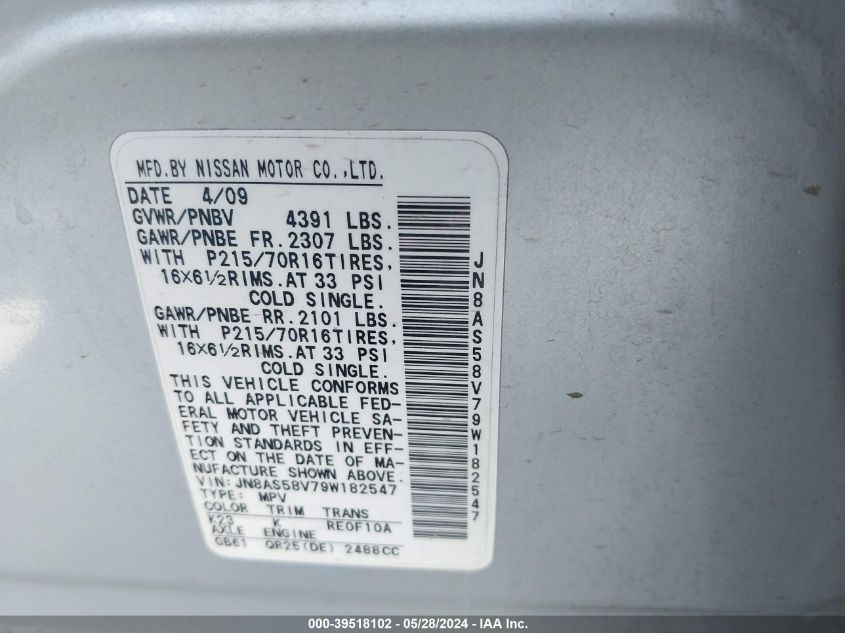 MFD.BY NISSAN MOTOR CO.,LTD.
DATE 4/09
GVWR/PNBV 4391 LBS.
GAWR/PNBE FR.2307 LBS.
WITH P215/70R16TIRES,
16X6½RIMS.AT 33 PSI
COLD SINGLE.
GAWR/PNBE RR.2101 LBS.
WITH P215/70R16TIRES,
16X6½RIMS.AT 33 PSI
COLD SINGLE.
THIS VEHICLE CONFORMS
TO ALL APPLICABLE FED-
ERAL MOTOR VEHICLE SA-
FETY AND THEFT PREVEN-
TION STANDARDS IN EFF-
ECT ON THE DATE OF MA-
NUFACTURE SHOWN ABOVE.
VIN:JN8AS58V79W182547
TYPE: MPV
COLOR TRIM TRANS
K23 K RE0F10A
AXLE ENGINE
GB61 QR25(DE) 2488CC
JN8AS58V79W182547
000-39518102 - 05/28/2024 - IAA Inc.